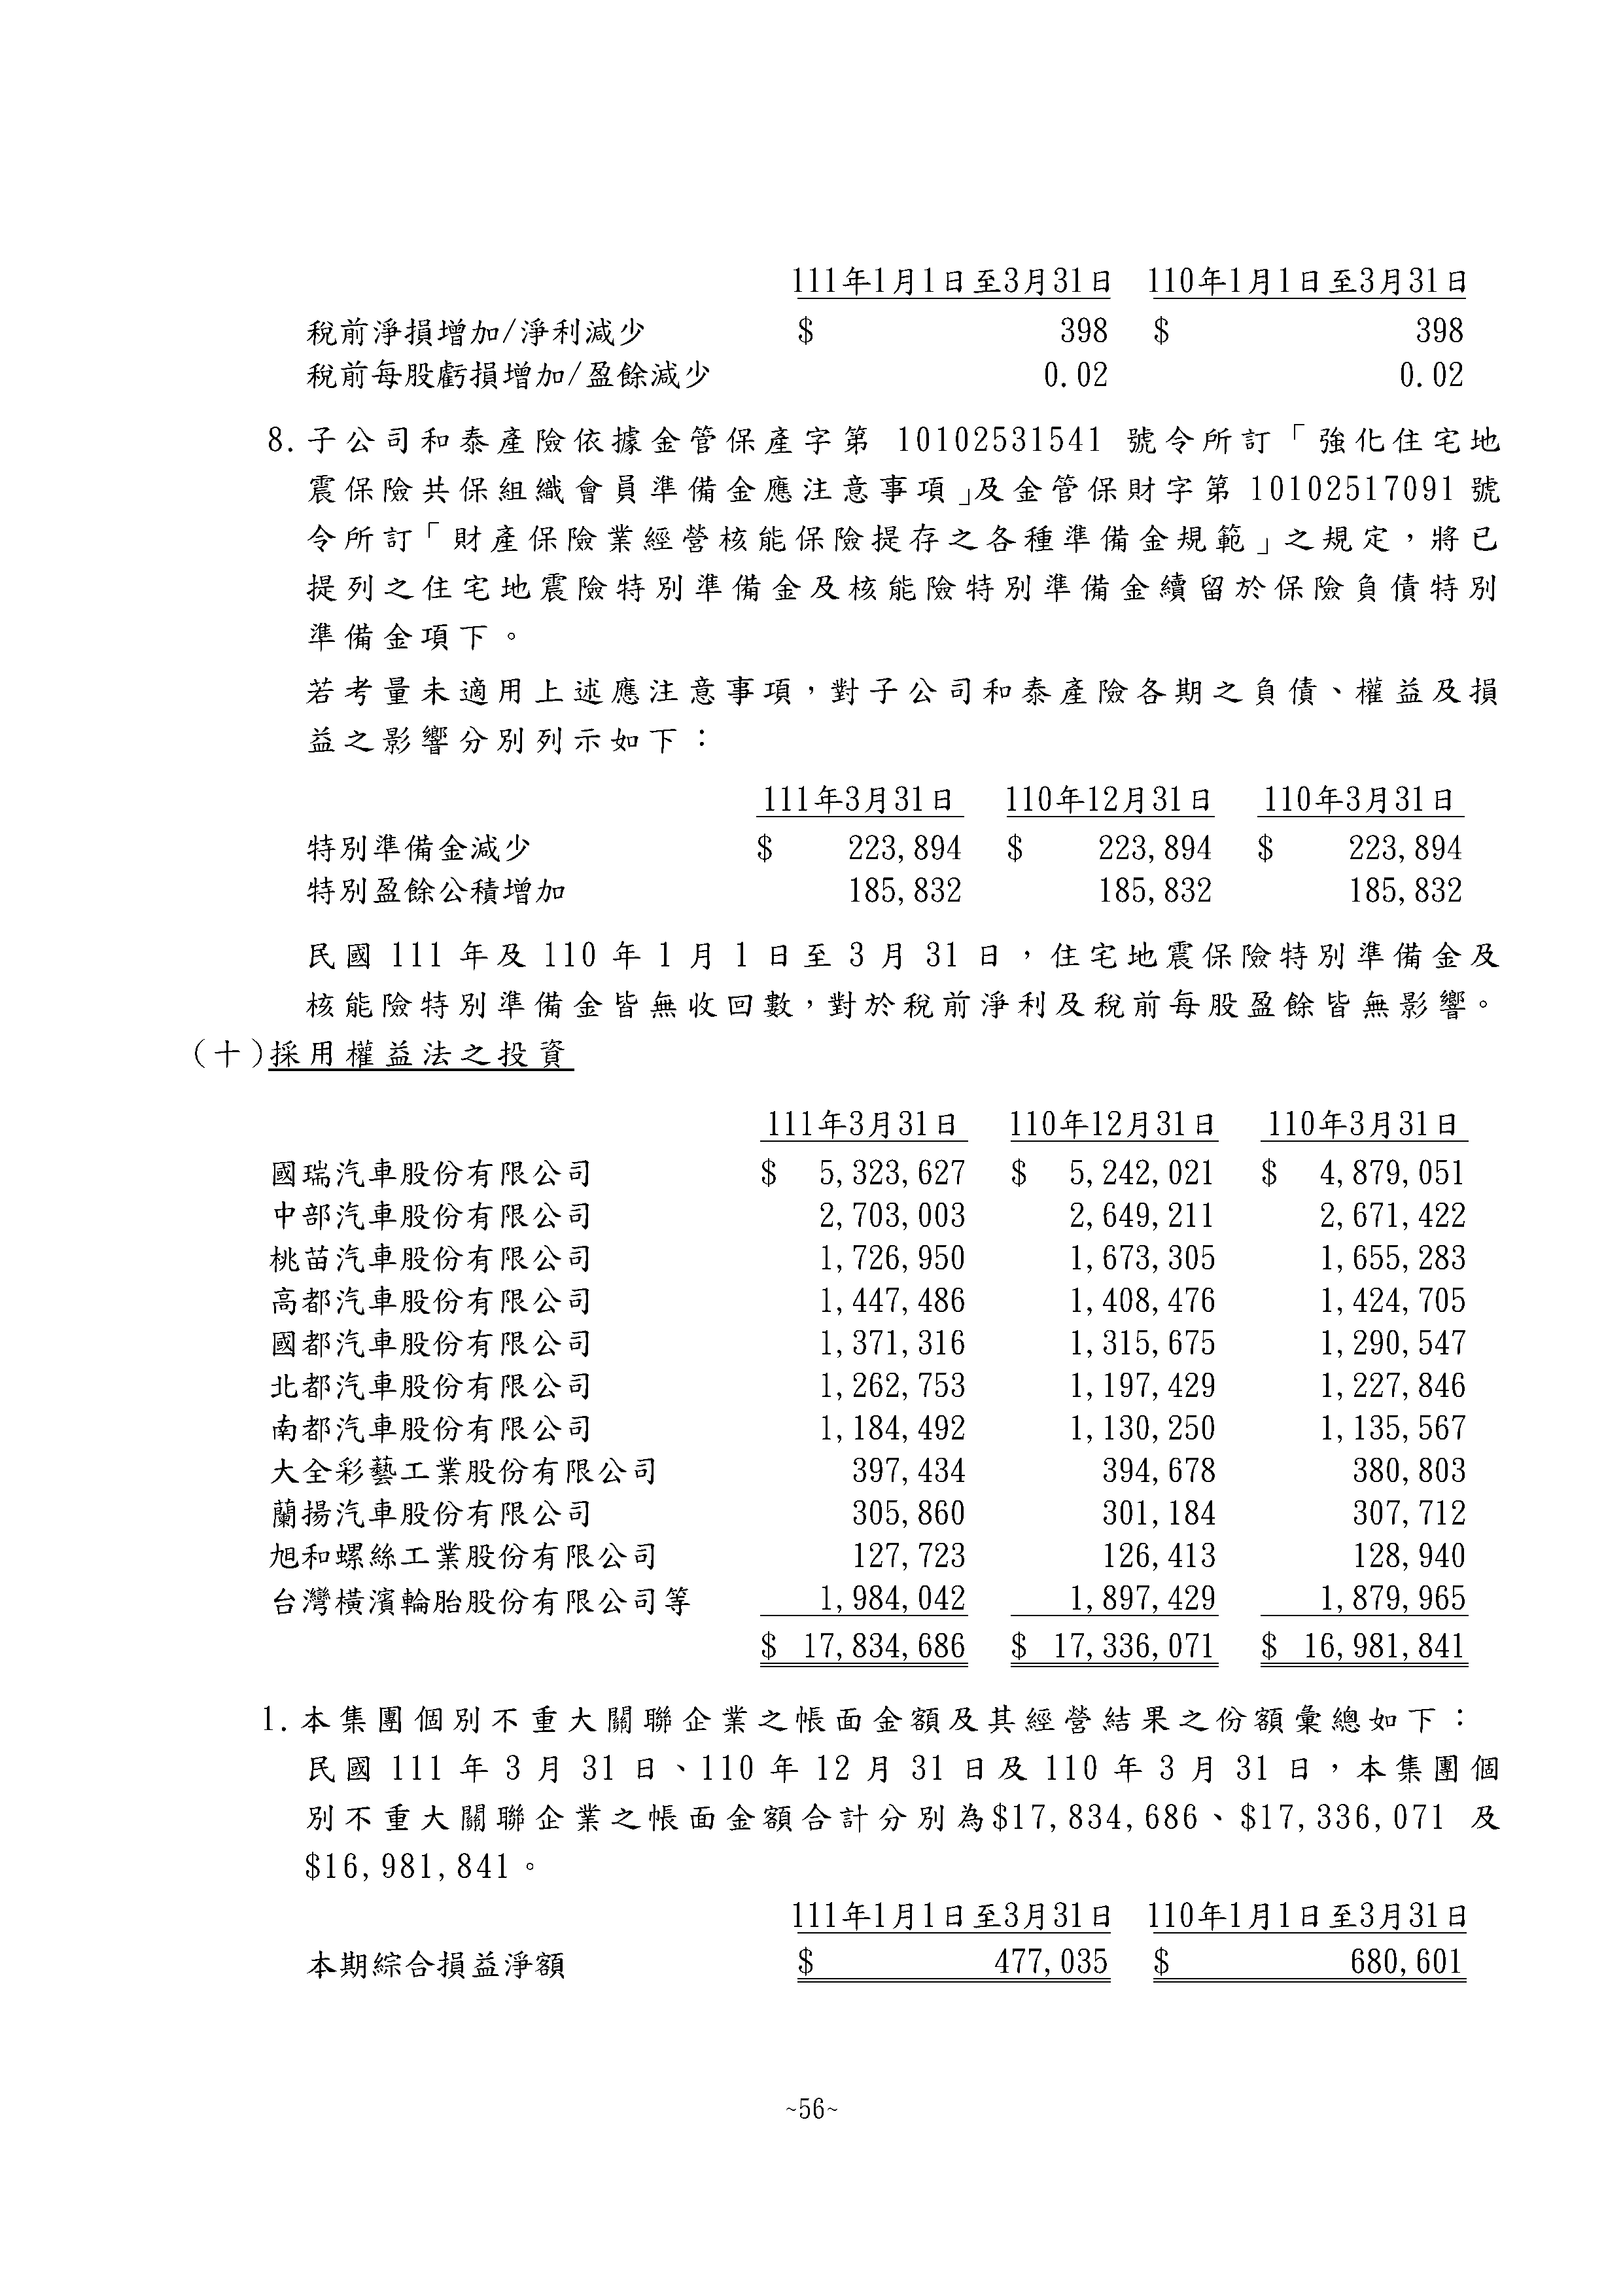 111年1月1日至3月31日 110年1月1日至3月31日
稅前淨損增加/淨利減少 $ 398 $ 398
稅前每股虧損增加/盈餘減少 0.02 0.02
8.子公司和泰產險依據金管保產字第 10102531541 號令所訂「強化住宅地
震保險共保組織會員準備金應注意事項」及金管保財字第 10102517091 號
令所訂「財產保險業經營核能保險提存之各種準備金規範」之規定，將已
提列之住宅地震險特別準備金及核能險特別準備金續留於保險負債特別
準備金項下。
若考量未適用上述應注意事項，對子公司和泰產險各期之負債、權益及損
益之影響分別列示如下：
111年3月31日 110年12月31日 110年3月31日
特別準備金減少 $ 223,894 $ 223,894 $ 223,894
特別盈餘公積增加 185,832 185,832 185,832
民國 111 年及 110 年 1 月 1 日至 3 月 31 日，住宅地震保險特別準備金及
核能險特別準備金皆無收回數，對於稅前淨利及稅前每股盈餘皆無影響。
(十)採用權益法之投資
111年3月31日 110年12月31日 110年3月31日
國瑞汽車股份有限公司 $ 5,323,627 $ 5,242,021 $ 4,879,051
中部汽車股份有限公司 2,703,003 2,649,211 2,671,422
桃苗汽車股份有限公司 1,726,950 1,673,305 1,655,283
高都汽車股份有限公司 1,447,486 1,408,476 1,424,705
國都汽車股份有限公司 1,371,316 1,315,675 1,290,547
北都汽車股份有限公司 1,262,753 1,197,429 1,227,846
南都汽車股份有限公司 1,184,492 1,130,250 1,135,567
大全彩藝工業股份有限公司 397,434 394,678 380,803
蘭揚汽車股份有限公司 305,860 301,184 307,712
旭和螺絲工業股份有限公司 127,723 126,413 128,940
台灣橫濱輪胎股份有限公司等 1,984,042 1,897,429 1,879,965
$ 17,834,686 $ 17,336,071 $ 16,981,841
1.本集團個別不重大關聯企業之帳面金額及其經營結果之份額彙總如下：
民國 111 年 3 月 31 日、110 年 12 月 31 日及 110 年 3 月 31 日，本集團個
別不重大關聯企業之帳面金額合計分別為$17,834,686、$17,336,071 及
$16,981,841。
111年1月1日至3月31日 110年1月1日至3月31日
本期綜合損益淨額 $ 477,035 $ 680,601
~56~